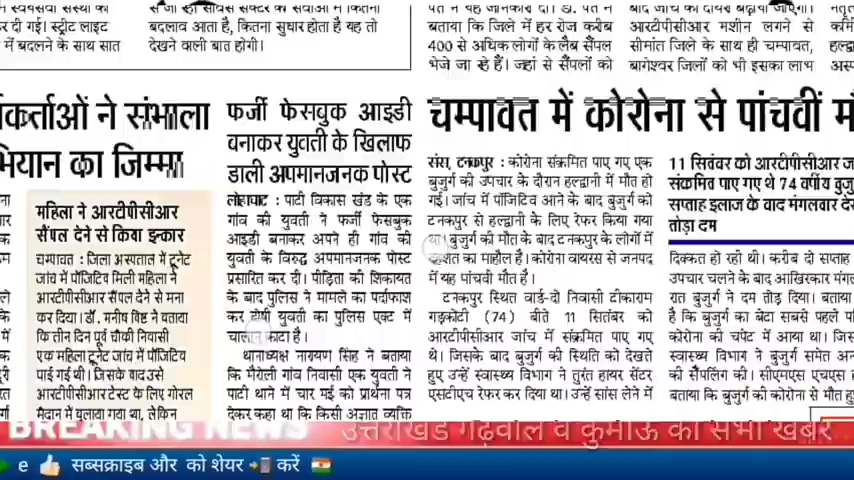 कर दी गई। स्ट्रीट लाइट
में बदलने के साथ सात
बदलाव आता है, कितना सुधार होता है यह तो
देखने वाली बात होगी।
बताया कि जिले में हर रोज करीब
400 से अधिक लोगों के लैब सैंपल
भेजे जा रहे हैं। जहां से सैंपलों को
आरटीपीसीआर मशीन लगने से
सीमांत जिले के साथ ही चम्पावत,
बागेश्वर जिलों को भी इसका लाभ
ने संभाला
का जिम्मा
महिला ने आरटीपीसीआर
सैंपल देने से किया इन्कार
चम्पावत : जिला अस्पताल में ट्रूनेट
जांच में पॉजिटिव मिली महिला ने
आरटीपीसीआर सैंपल देने से मना
कर दिया। डॉ. मनीष बिष्ट ने बताया
कि तीन दिन पूर्व चौकी निवासी
एक महिला ट्रूनेट जांच में पॉजिटिव
पाई गई थी। जिसके बाद उसे
आरटीपीसीआर टेस्ट के लिए गोरल
मैदान में बुलाया गया था, लेकिन
फर्जी फेसबुक आइडी
बनाकर युवती के खिलाफ
डाली अपमानजनक पोस्ट
लोहाघाट : पाटी विकास खंड के एक
गांव की युवती ने फर्जी फेसबुक
आइडी बनाकर अपने ही गांव की
युवती के विरुद्ध अपमानजनक पोस्ट
प्रसारित कर दी। पीड़िता की शिकायत
के बाद पुलिस ने मामले का पर्दाफाश
कर दोषी युवती का पुलिस एक्ट में
चालान काटा है।
थानाध्यक्ष नारायण सिंह ने बताया
कि मैरोली गांव निवासी एक युवती ने
पाटी थाने में चार मई को प्रार्थना पत्र
देकर कहा था कि किसी अज्ञात व्यक्ति
चम्पावत में कोरोना से पांचवीं
संस, टनकपुर : कोरोना संक्रमित पाए गए एक
बुजुर्ग की उपचार के दौरान हल्द्वानी में मौत हो
गई। जांच में पॉजिटिव आने के बाद बुजुर्ग को
टनकपुर से हल्द्वानी के लिए रेफर किया गया
था। बुजुर्ग की मौत के बाद टनकपुर के लोगों में
दहशत का माहौल है। कोरोना वायरस से जनपद
में यह पांचवी मौत है।
टनकपुर स्थित वार्ड-दो निवासी टीकाराम
गड़कोटी (74) बीते 11 सितंबर को
आरटीपीसीआर जांच में संक्रमित पाए गए
थे। जिसके बाद बुजुर्ग की स्थिति को देखते
हुए उन्हें स्वास्थ्य विभाग ने तुरंत हायर सेंटर
एसटीएच रेफर कर दिया था। उन्हें सांस लेने में
11 सितंबर को आरटीपीसीआर
संक्रमित पाए गए थे 74 वर्षीय
सप्ताह इलाज के बाद मंगलवार
तोड़ा दम
दिक्कत हो रही थी। करीब दो सप्ताह
उपचार चलने के बाद आखिरकार
रात बुजुर्ग ने दम तोड़ दिया। बताया
है कि बुजुर्ग का बेटा सबसे पहले
कोरोना की चपेट में आया था।
स्वास्थ्य विभाग ने बुजुर्ग समेत
की सैंपलिंग की। सीएमएस एचएस
बताया कि बुजुर्ग की कोरोना से मौत
BREAKING NEWS उत्तराखंड गढ़वाल व कुमाऊ की सभी खबर
e 👍 सब्सक्राइब और को शेयर 📲 करें 🇮🇳